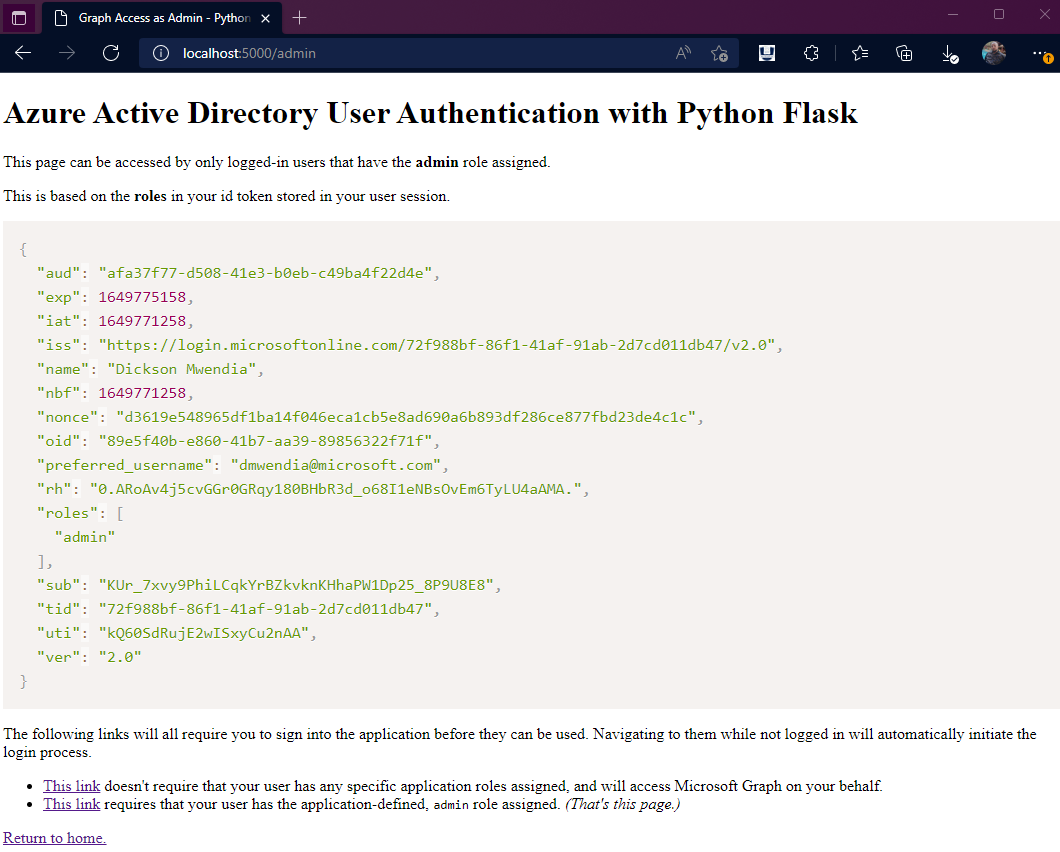 Graph Access as Admin - Python
localhost:5000/admin
Azure Active Directory User Authentication with Python Flask
This page can be accessed by only logged-in users that have the admin role assigned.
This is based on the roles in your id token stored in your user session.
{
"aud": "afa37f77-d508-41e3-b0eb-c49ba4f22d4e",
"exp": 1649775158,
"iat": 1649771258,
"iss": "https://login.microsoftonline.com/72f988bf-86f1-41af-91ab-2d7cd011db47/v2.0",
"name": "Dickson Mwendia",
"nbf": 1649771258,
"nonce": "d3619e548965df1ba14f046eca1cb5e8ad690a6b893df286ce877fbd23de4c1c",
"oid": "89e5f40b-e860-41b7-aa39-89856322f71f",
"preferred_username": "dmwendia@microsoft.com",
"rh": "0.ARoAv4j5cvGGr0GRqy180BHbR3d_o68I1eNBsOvEm6TyLU4aAMA.",
"roles": [
"admin"
],
"sub": "KUr_7xvy9PhiLCqkYrBZkvknKHhaPW1Dp25_8P9U8E8",
"tid": "72f988bf-86f1-41af-91ab-2d7cd011db47",
"uti": "kQ60SdRujE2wISxyCu2nAA",
"ver": "2.0"
}
The following links will all require you to sign into the application before they can be used. Navigating to them while not logged in will automatically initiate the
login process.
• This link doesn't require that your user has any specific application roles assigned, and will access Microsoft Graph on your behalf.
• This link requires that your user has the application-defined, admin role assigned. (That's this page.)
Return to home.